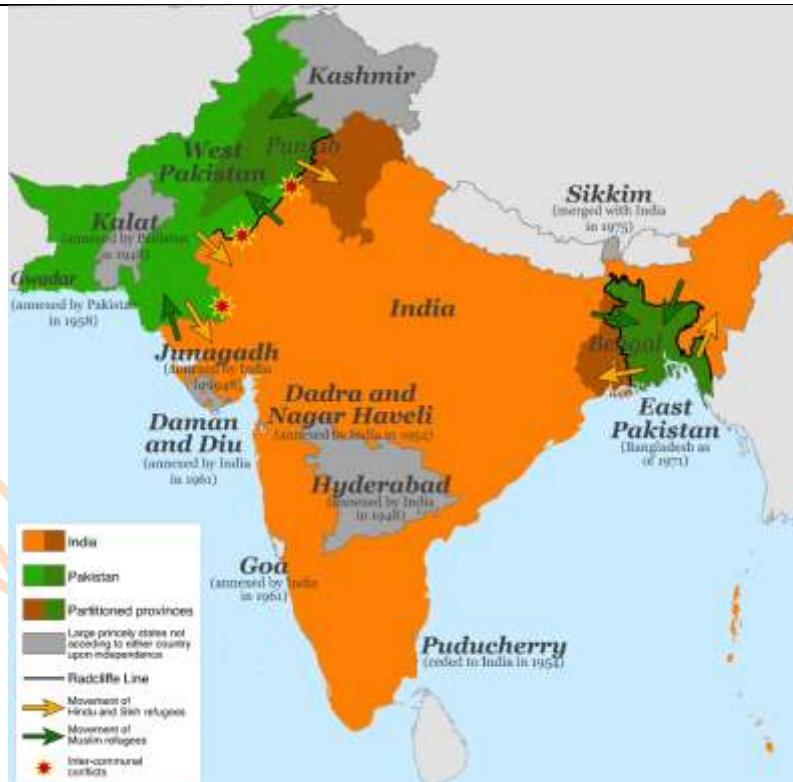 Kashmir
Punjab
West
Pakistan
Sikkim
(merged with India
in 1975)
Kalat
(annexed by Pakistan
in 1948)
Gwadar
(annexed by Pakistan
in 1958)
India
Bengal
Junagadh
(annexed by India
in 1948)
Dadra and
Nagar Haveli
(annexed by India in 1954)
East
Pakistan
(Bangladesh as
of 1971)
Daman
and Diu
(annexed by India
in 1961)
Hyderabad
(annexed by India
in 1948)
Goa
(annexed by India
in 1961)
Puducherry
(ceded to India in 1954)
India
Pakistan
Partitioned provinces
Large princely states not
acceding to either country
upon independence
Radcliffe Line
Movement of
Hindu and Sikh refugees
Movement of
Muslim refugees
Inter-communal
conflicts